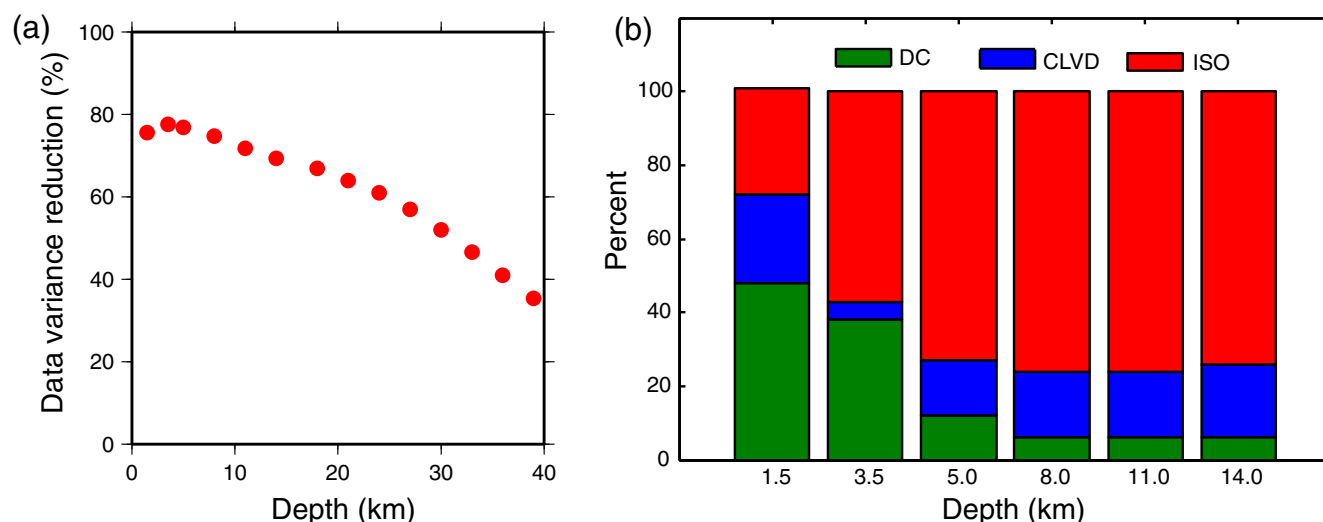 (a)
Data variance reduction (%)
100
80
60
40
20
0
0 10 20 30 40
Depth (km)
(b)
DC CLVD ISO
Percent
100
80
60
40
20
0
1.5 3.5 5.0 8.0 11.0 14.0
Depth (km)